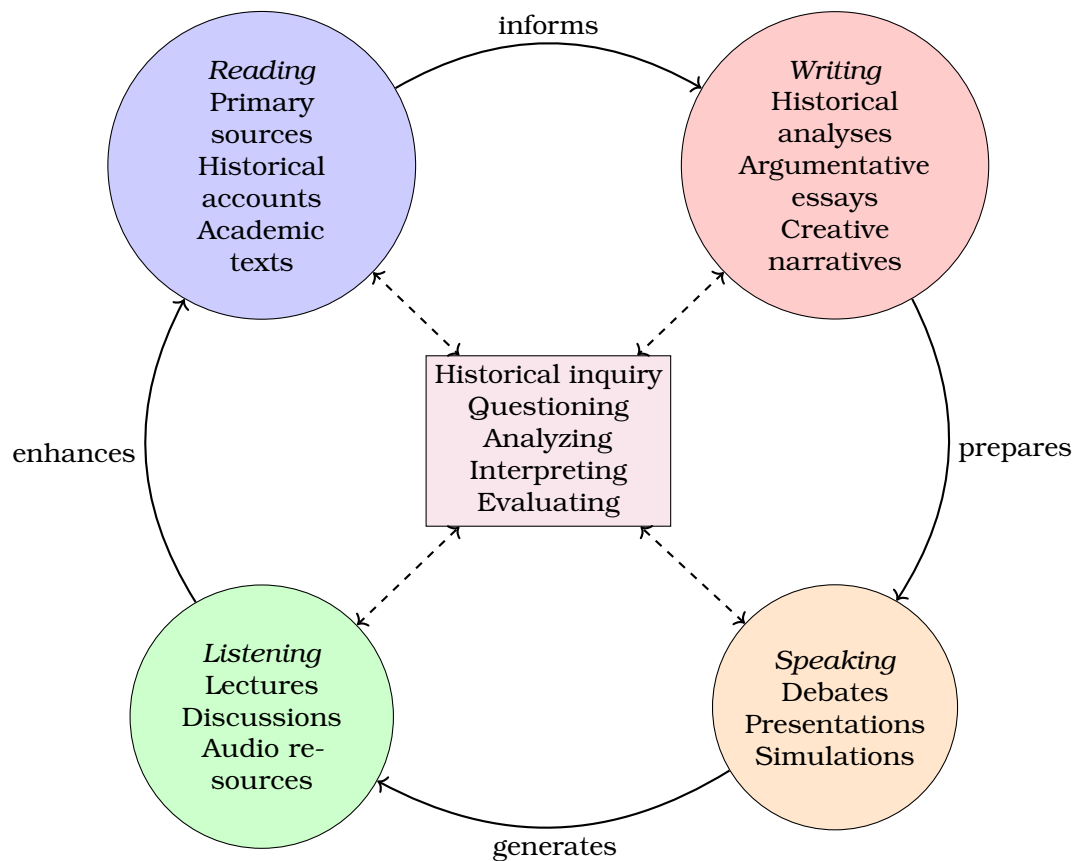 informs
Reading
Primary
sources
Historical
accounts
Academic
texts
Writing
Historical
analyses
Argumentative
essays
Creative
narratives
enhances
Historical inquiry
Questioning
Analyzing
Interpreting
Evaluating
prepares
Listening
Lectures
Discussions
Audio re-
sources
Speaking
Debates
Presentations
Simulations
generates